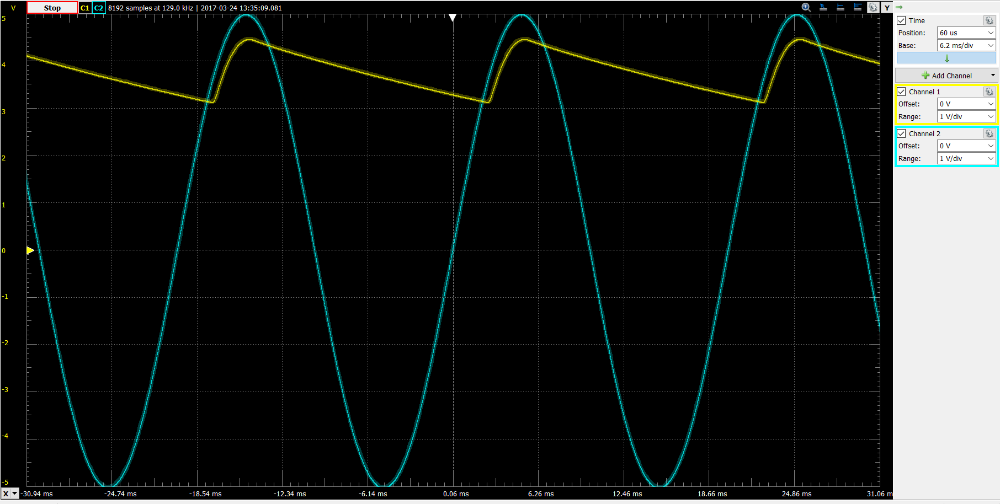 V Stop C1 C2 8192 samples at 129.0 kHz | 2017-03-24 13:35:09.081 Y
5
4
3
2
1
0
-1
-2
-3
-4
-5
X -30.94 ms -24.74 ms -18.54 ms -12.34 ms -6.14 ms 0.06 ms 6.26 ms 12.46 ms 18.66 ms 24.86 ms 31.06 m
Time
Position: 60 us
Base: 6.2 ms/div
Add Channel
Channel 1
Offset: 0 V
Range: 1 V/div
Channel 2
Offset: 0 V
Range: 1 V/div